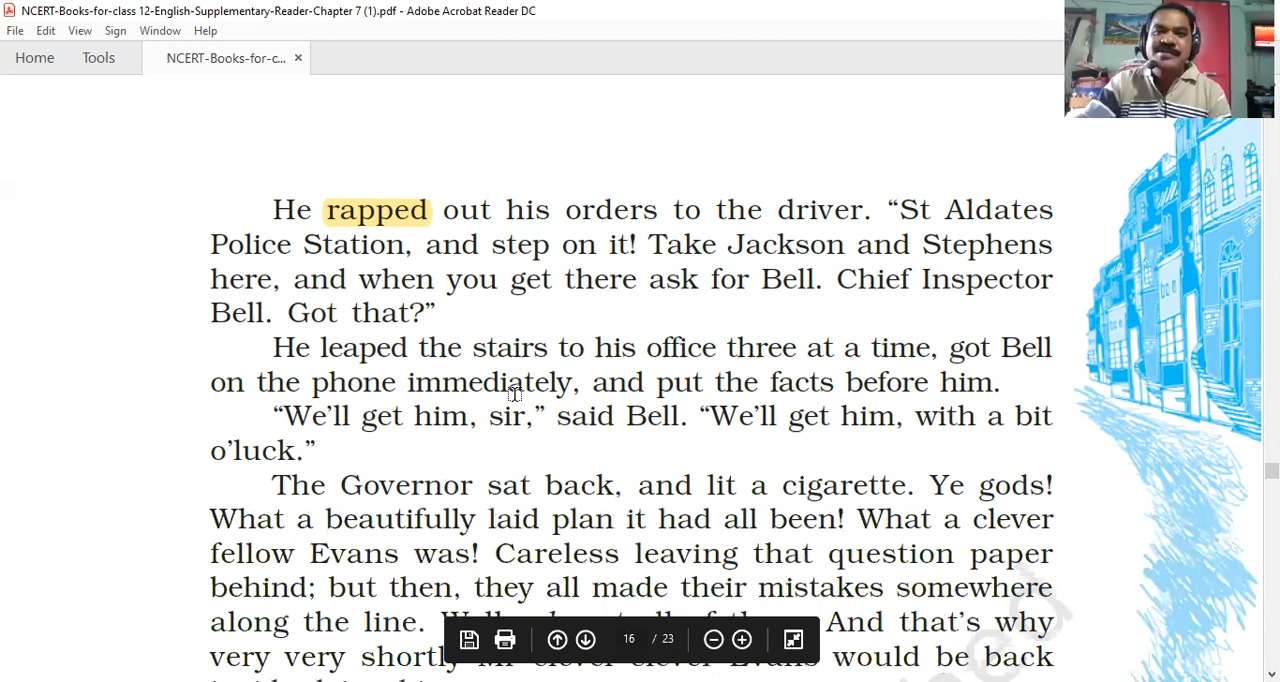 NCERT-Books-for-class 12-English-Supplementary-Reader-Chapter 7 (1).pdf - Adobe Acrobat Reader DC
File Edit View Sign Window Help
Home Tools NCERT-Books-for-c... ×
He rapped out his orders to the driver. “St Aldates
Police Station, and step on it! Take Jackson and Stephens
here, and when you get there ask for Bell. Chief Inspector
Bell. Got that?”
He leaped the stairs to his office three at a time, got Bell
on the phone immediately, and put the facts before him.
“We’ll get him, sir,” said Bell. “We’ll get him, with a bit
o’luck.”
The Governor sat back, and lit a cigarette. Ye gods!
What a beautifully laid plan it had all been! What a clever
fellow Evans was! Careless leaving that question paper
behind; but then, they all made their mistakes somewhere
along the line. And that’s why
very very shortly would be back
16 / 23